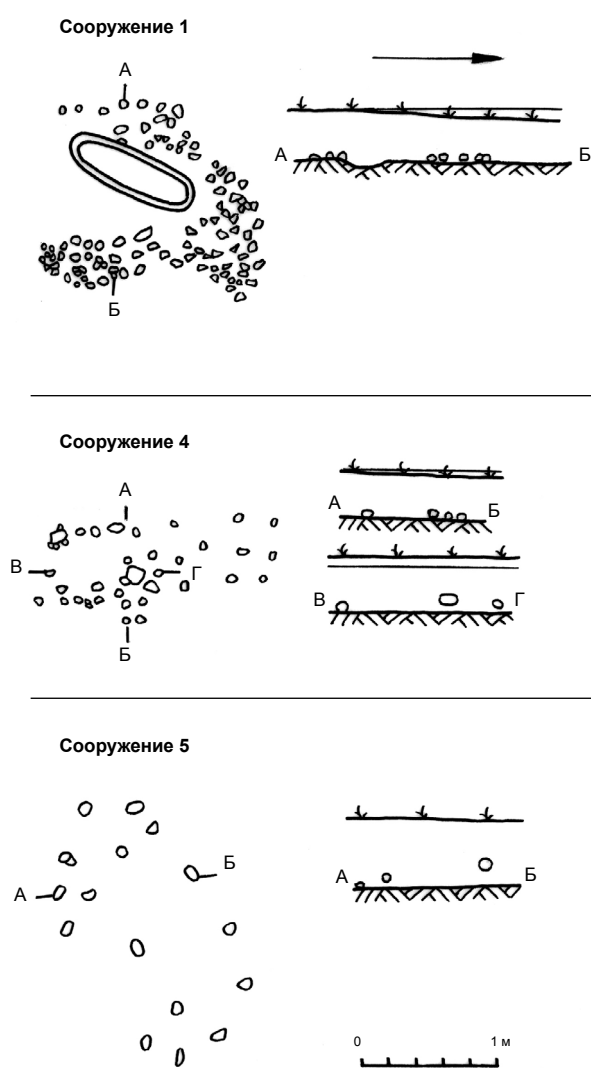 Сооружение 1
А
Б
А Б
Сооружение 4
А
В Г
Б
А Б
В Г
Сооружение 5
А Б
А Б
0 1 м